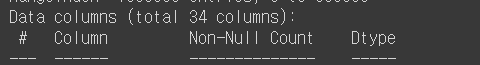 Data columns (total 34 columns):
 #   Column          Non-Null Count    Dtype
---  ------          --------------    -----